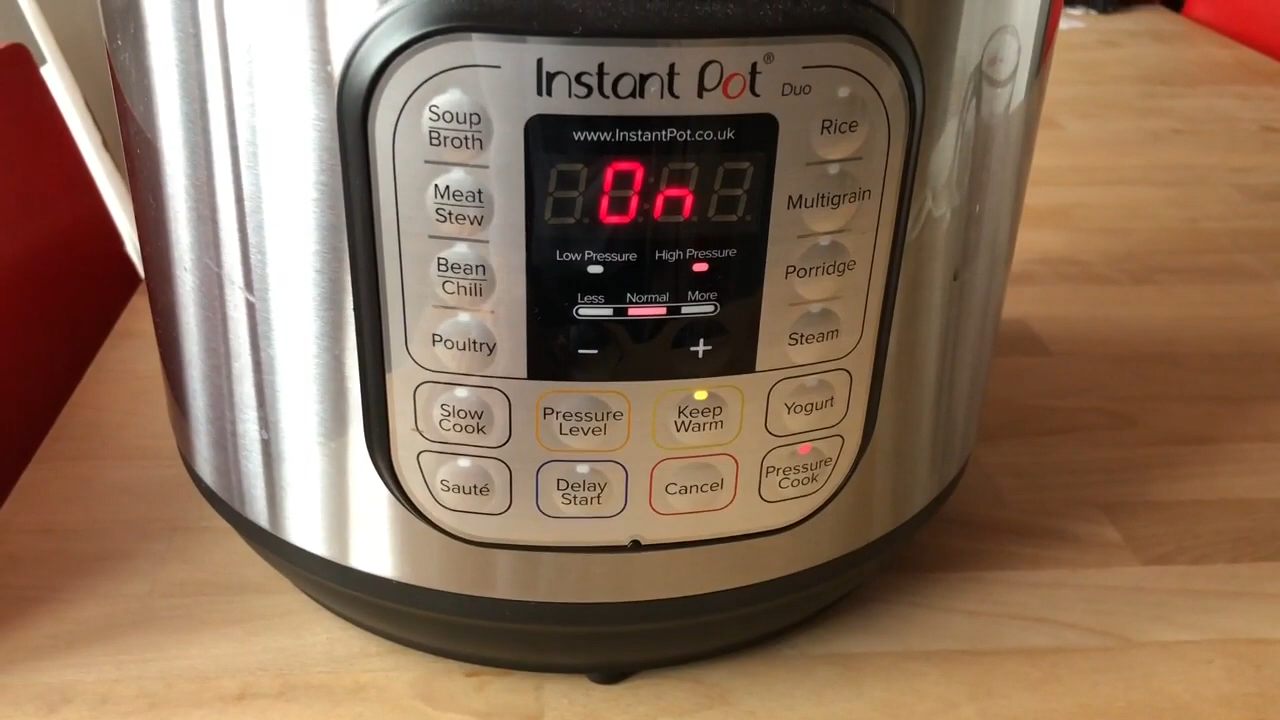 Instant Pot® Duo
www.InstantPot.co.uk
On
Low Pressure High Pressure
Less Normal More
− +
Soup
Broth
Meat
Stew
Bean
Chili
Poultry
Rice
Multigrain
Porridge
Steam
Slow
Cook
Pressure
Level
Keep
Warm
Yogurt
Sauté
Delay
Start
Cancel
Pressure
Cook